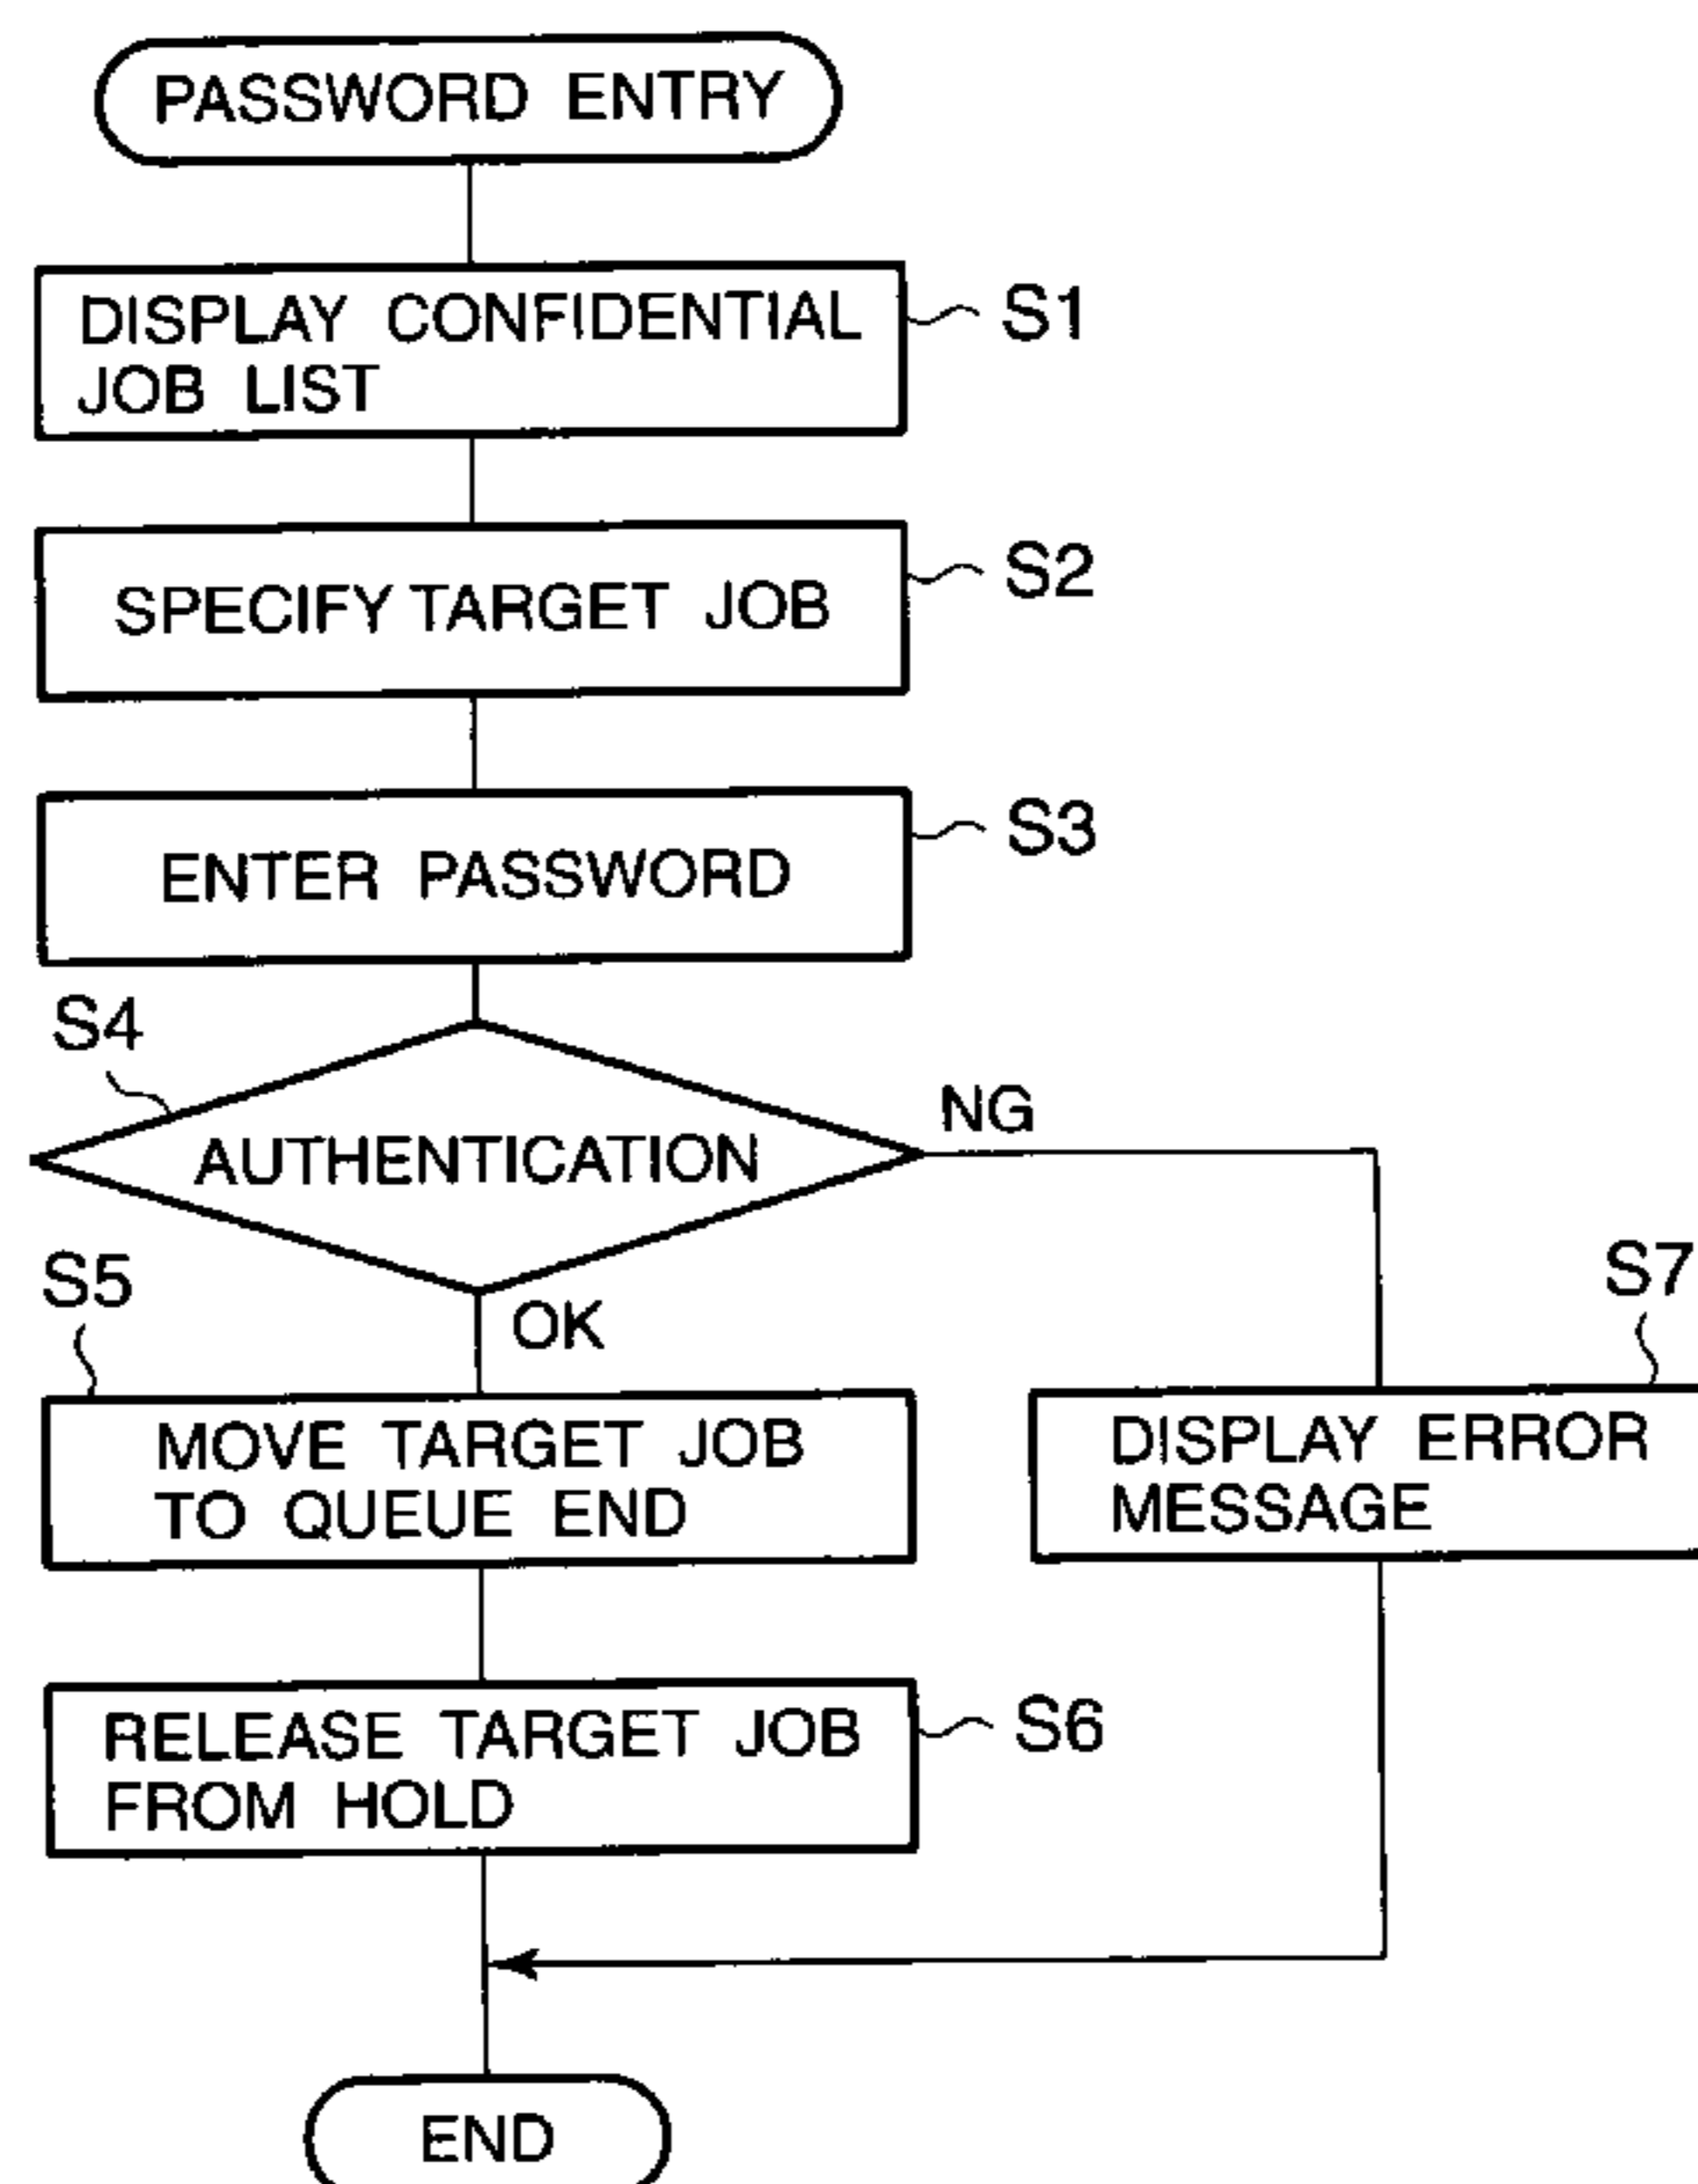 PASSWORD ENTRY
DISPLAY CONFIDENTIAL
JOB LIST
S1
SPECIFY TARGET JOB
S2
ENTER PASSWORD
S3
S4
AUTHENTICATION
NG
OK
S5
MOVE TARGET JOB
TO QUEUE END
S7
DISPLAY ERROR
MESSAGE
RELEASE TARGET JOB
FROM HOLD
S6
END